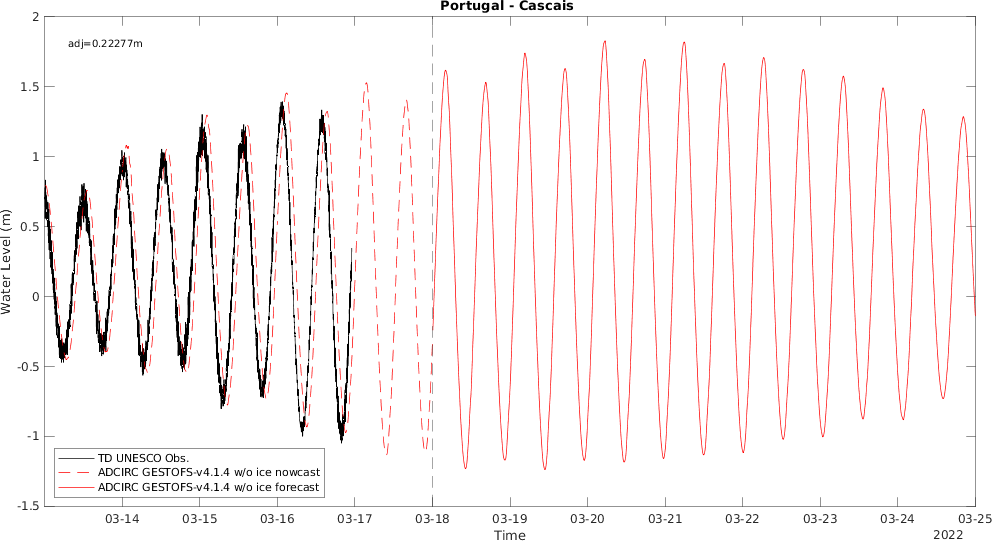 Portugal - Cascais
adj=0.22277m
2
1.5
1
0.5
0
-0.5
-1
-1.5
Water Level (m)
TD UNESCO Obs.
ADCIRC GESTOFS-v4.1.4 w/o ice nowcast
ADCIRC GESTOFS-v4.1.4 w/o ice forecast
03-14 03-15 03-16 03-17 03-18 03-19 03-20 03-21 03-22 03-23 03-24 03-25
Time
2022